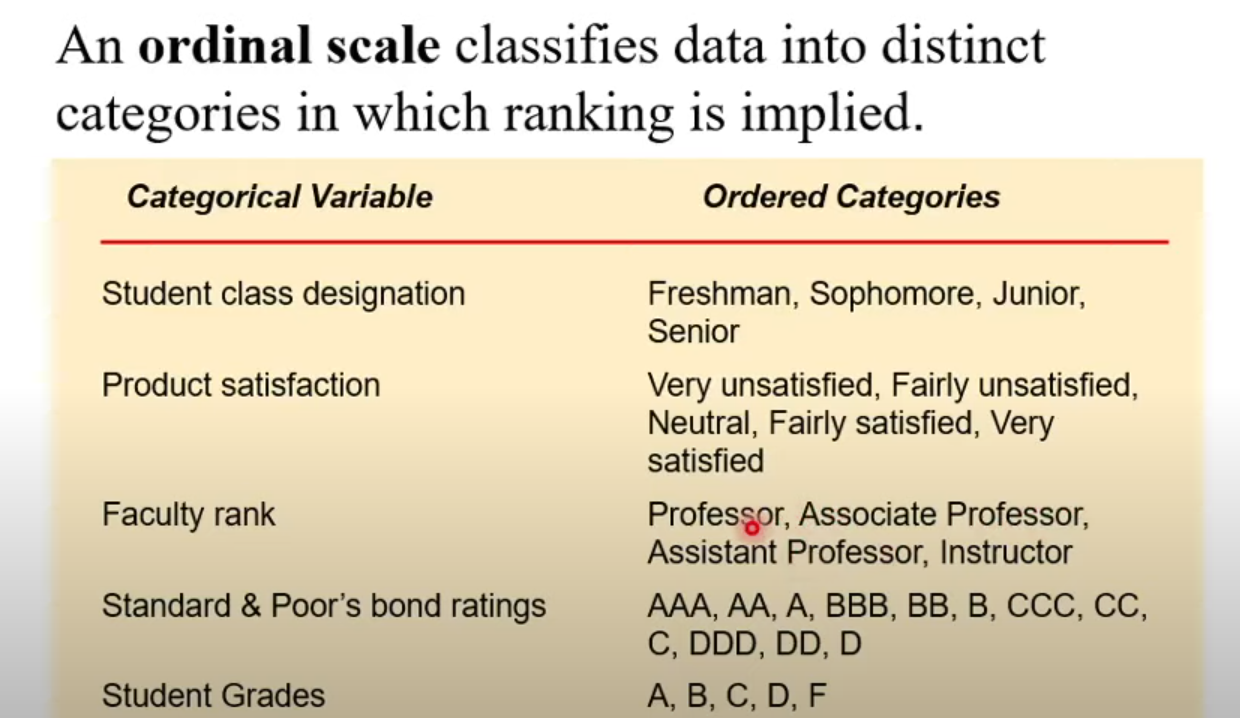 An ordinal scale classifies data into distinct
categories in which ranking is implied.
Categorical Variable Ordered Categories
Student class designation Freshman, Sophomore, Junior,
Senior
Product satisfaction Very unsatisfied, Fairly unsatisfied,
Neutral, Fairly satisfied, Very
satisfied
Faculty rank Professor, Associate Professor,
Assistant Professor, Instructor
Standard & Poor’s bond ratings AAA, AA, A, BBB, BB, B, CCC, CC,
C, DDD, DD, D
Student Grades A, B, C, D, F